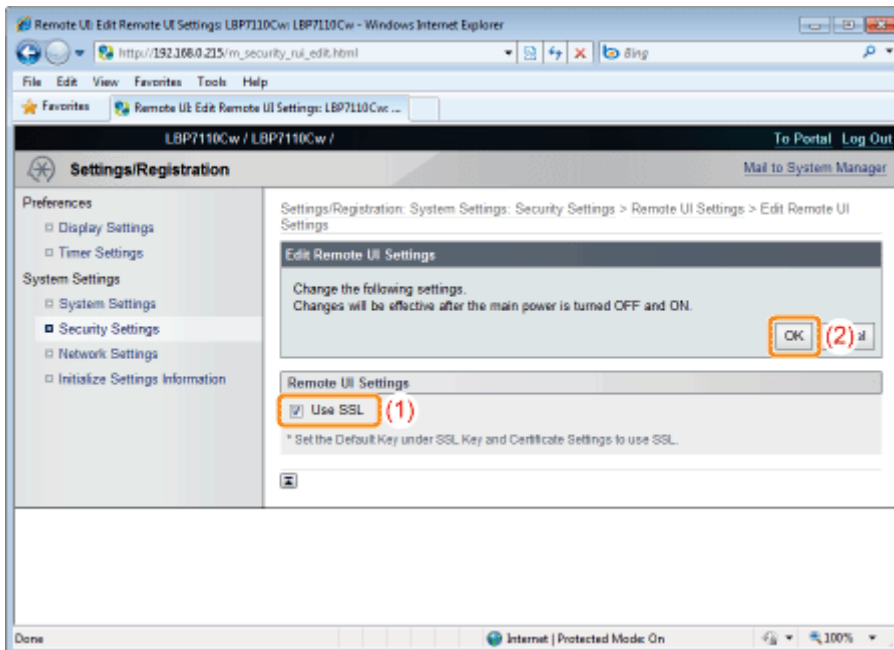 Remote UI: Edit Remote UI Settings: LBP7110Cw: LBP7110Cw - Windows Internet Explorer
http://192.168.0.215/m_security_rui_edit.html
Bing
File Edit View Favorites Tools Help
Favorites Remote UI: Edit Remote UI Settings: LBP7110Cw: ...
LBP7110Cw / LBP7110Cw / To Portal Log Out
Settings/Registration Mail to System Manager
Preferences
Display Settings
Timer Settings
System Settings
System Settings
Security Settings
Network Settings
Initialize Settings Information
Settings/Registration: System Settings: Security Settings > Remote UI Settings > Edit Remote UI
Settings
Edit Remote UI Settings
Change the following settings.
Changes will be effective after the main power is turned OFF and ON.
OK (2)
Remote UI Settings
Use SSL (1)
* Set the Default Key under SSL Key and Certificate Settings to use SSL.
Done Internet | Protected Mode: On 100%